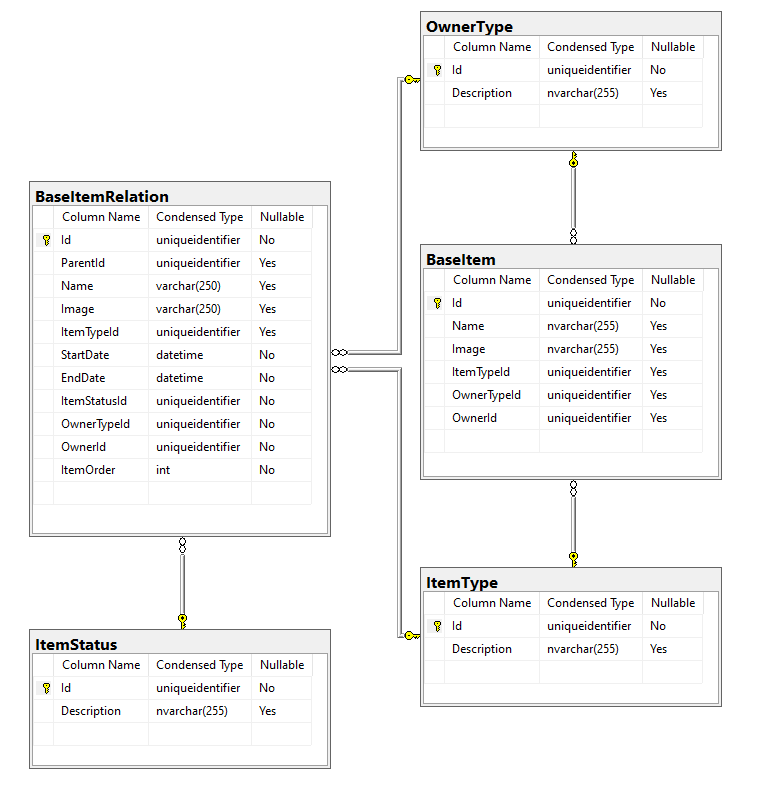 OwnerType
Column Name Condensed Type Nullable
Id uniqueidentifier No
Description nvarchar(255) Yes
BaseItemRelation
Column Name Condensed Type Nullable
Id uniqueidentifier No
ParentId uniqueidentifier Yes
Name varchar(250) Yes
Image varchar(250) Yes
ItemTypeId uniqueidentifier Yes
StartDate datetime No
EndDate datetime No
ItemStatusId uniqueidentifier No
OwnerTypeId uniqueidentifier No
OwnerId uniqueidentifier No
ItemOrder int No
BaseItem
Column Name Condensed Type Nullable
Id uniqueidentifier No
Name nvarchar(255) Yes
Image nvarchar(255) Yes
ItemTypeId uniqueidentifier Yes
OwnerTypeId uniqueidentifier Yes
OwnerId uniqueidentifier Yes
ItemType
Column Name Condensed Type Nullable
Id uniqueidentifier No
Description nvarchar(255) Yes
ItemStatus
Column Name Condensed Type Nullable
Id uniqueidentifier No
Description nvarchar(255) Yes